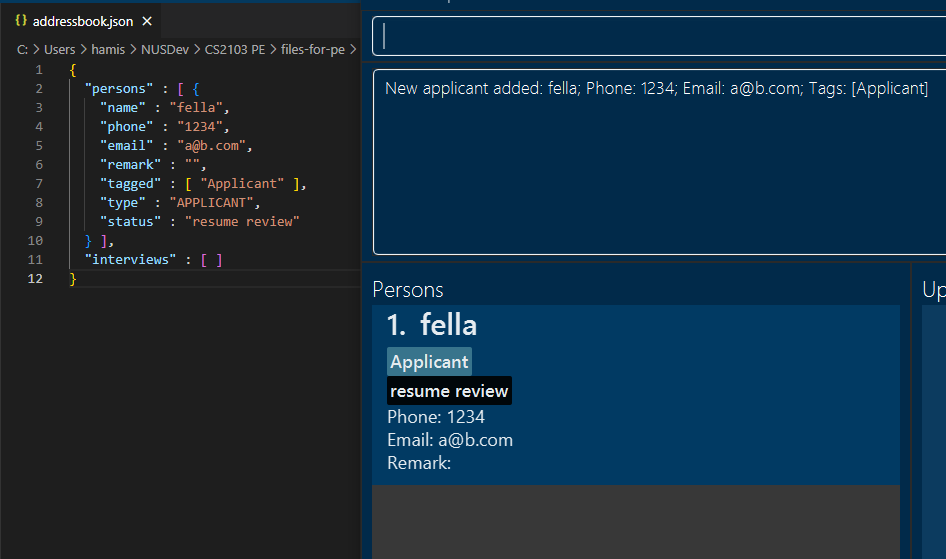 {} addressbook.json ×
C: > Users > hamis > NUSDev > CS2103 PE > files-for-pe >
1 {
2 "persons" : [ {
3 "name" : "fella",
4 "phone" : "1234",
5 "email" : "a@b.com",
6 "remark" : "",
7 "tagged" : [ "Applicant" ],
8 "type" : "APPLICANT",
9 "status" : "resume review"
10 } ],
11 "interviews" : [ ]
12 }
New applicant added: fella; Phone: 1234; Email: a@b.com; Tags: [Applicant]
Persons
Up
1. fella
Applicant
resume review
Phone: 1234
Email: a@b.com
Remark: